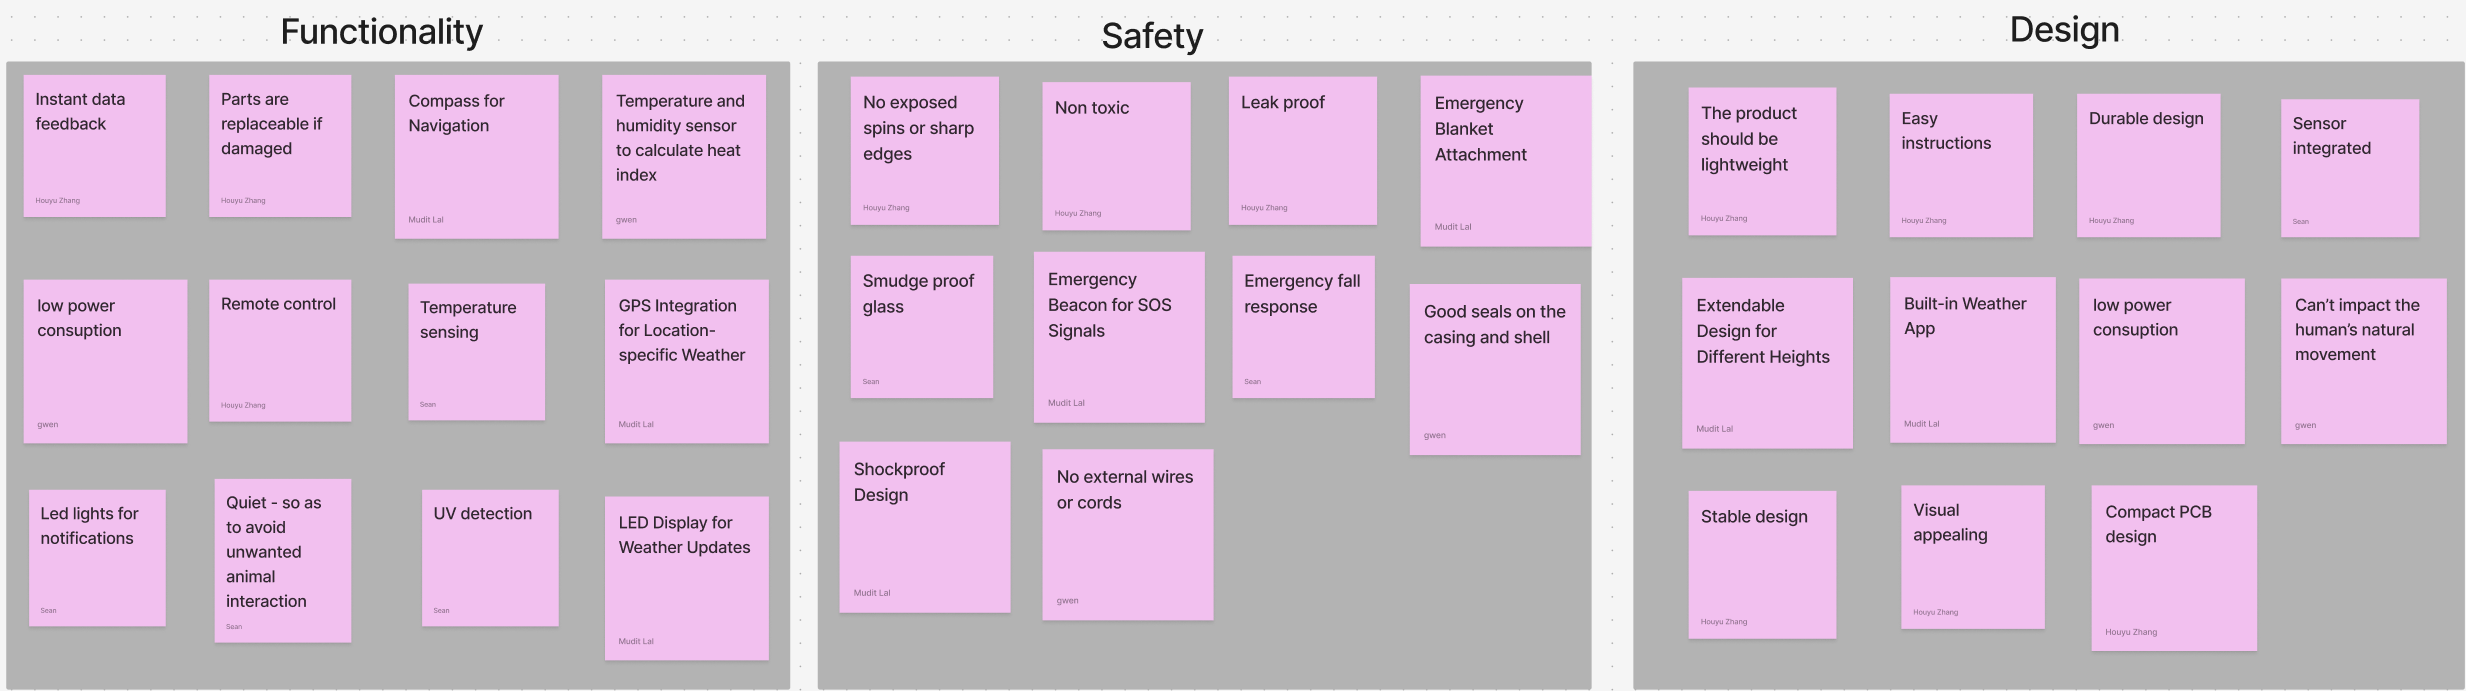 Functionality
Instant data
feedback
Houyu Zhang
Parts are
replaceable if
damaged
Houyu Zhang
Compass for
Navigation
Mudit Lal
Temperature and
humidity sensor
to calculate heat
index
gwen
low power
consuption
gwen
Remote control
Houyu Zhang
Temperature
sensing
Sean
GPS Integration
for Location-
specific Weather
Mudit Lal
Led lights for
notifications
Sean
Quiet - so as
to avoid
unwanted
animal
interaction
Sean
UV detection
Sean
LED Display for
Weather Updates
Mudit Lal
Safety
No exposed
spins or sharp
edges
Houyu Zhang
Non toxic
Houyu Zhang
Leak proof
Houyu Zhang
Emergency
Blanket
Attachment
Mudit Lal
Smudge proof
glass
Sean
Emergency
Beacon for SOS
Signals
Mudit Lal
Emergency fall
response
Sean
Good seals on the
casing and shell
gwen
Shockproof
Design
Mudit Lal
No external wires
or cords
gwen
Design
The product
should be
lightweight
Houyu Zhang
Easy
instructions
Houyu Zhang
Durable design
Houyu Zhang
Sensor
integrated
Sean
Extendable
Design for
Different Heights
Mudit Lal
Built-in Weather
App
Mudit Lal
low power
consuption
gwen
Can’t impact the
human’s natural
movement
gwen
Stable design
Houyu Zhang
Visual
appealing
Houyu Zhang
Compact PCB
design
Houyu Zhang